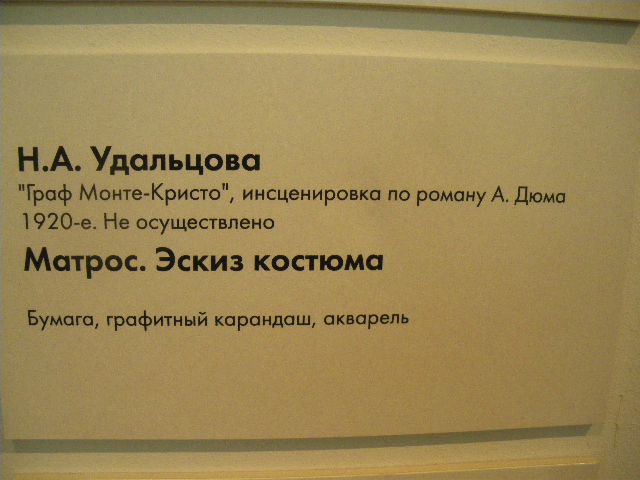 Н.А. Удальцова
"Граф Монте-Кристо", инсценировка по роману А. Дюма
1920-е. Не осуществлено
Матрос. Эскиз костюма
Бумага, графитный карандаш, акварель